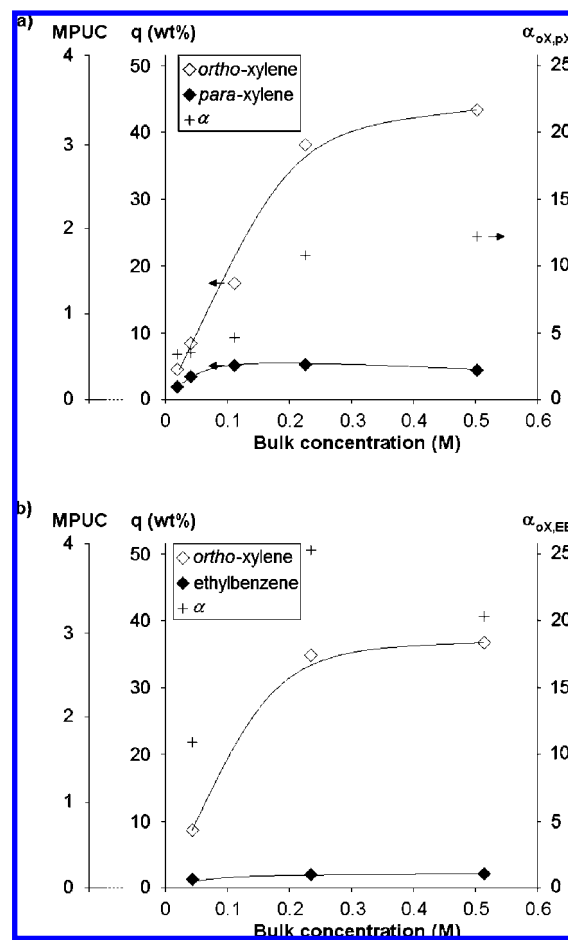 a)
MPUC q (wt%) αoX,pX
4 50 25
ortho-xylene
para-xylene
α
40 20
3
30 15
2
20 10
1
10 5
0 0 0
0 0.1 0.2 0.3 0.4 0.5 0.6
Bulk concentration (M)
b)
MPUC q (wt%) αoX,EB
4 50 25
ortho-xylene
ethylbenzene
α
40 20
3
30 15
2
20 10
1
10 5
0 0 0
0 0.1 0.2 0.3 0.4 0.5 0.6
Bulk concentration (M)